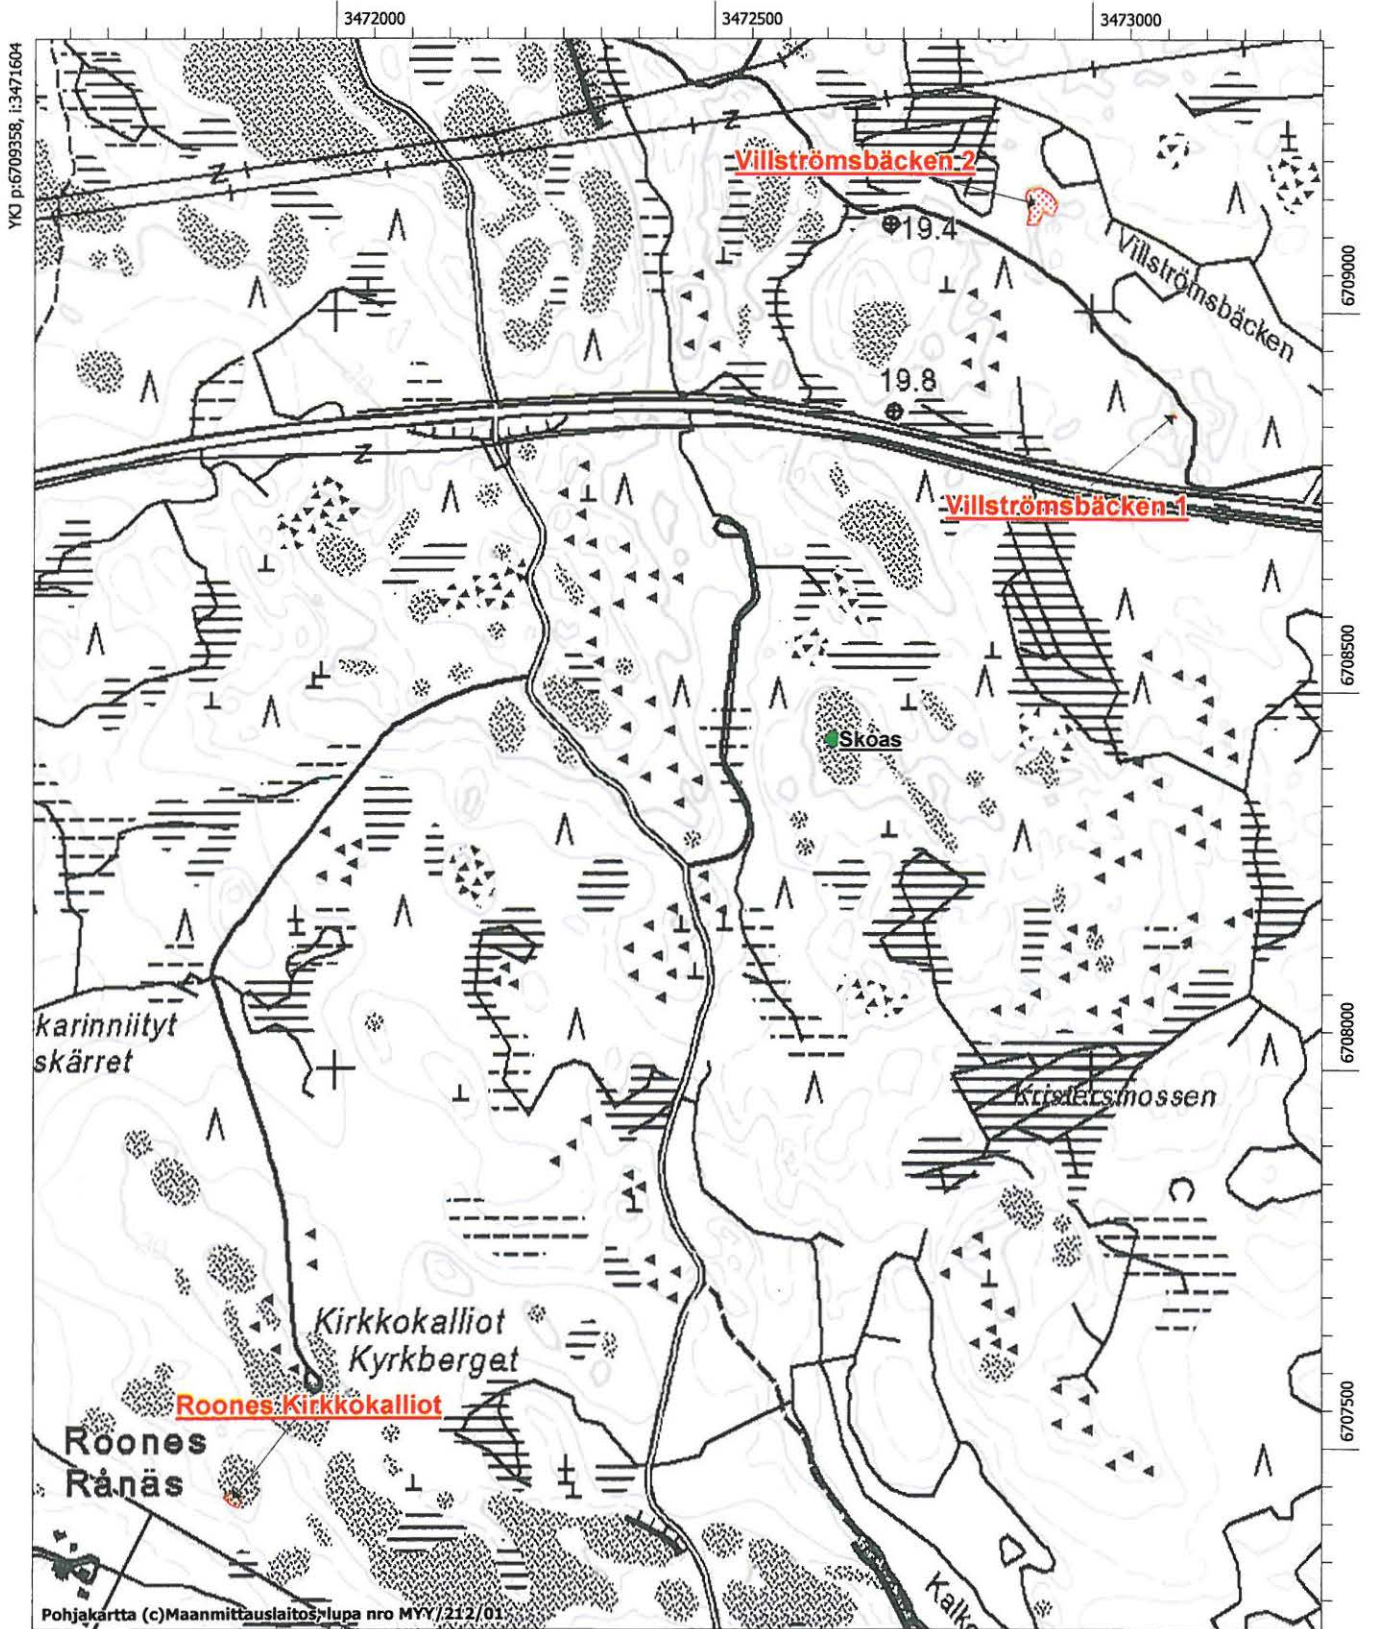 3472000
3472500
3473000
YKJ p:6709358, i:3471604
Villströmsbäcken 2
19.4
Villströmsbäcken
6709000
19.8
Villströmsbäcken 1
6708500
Skoas
karinniityt
skärret
6708000
Kristersmossen
Kirkkokalliot
Kyrkberget
Roones Kirkkokalliot
6707500
Roones
Rånäs
Kalko
Pohjakartta (c)Maanmittauslaitos, lupa nro MYY/212/01